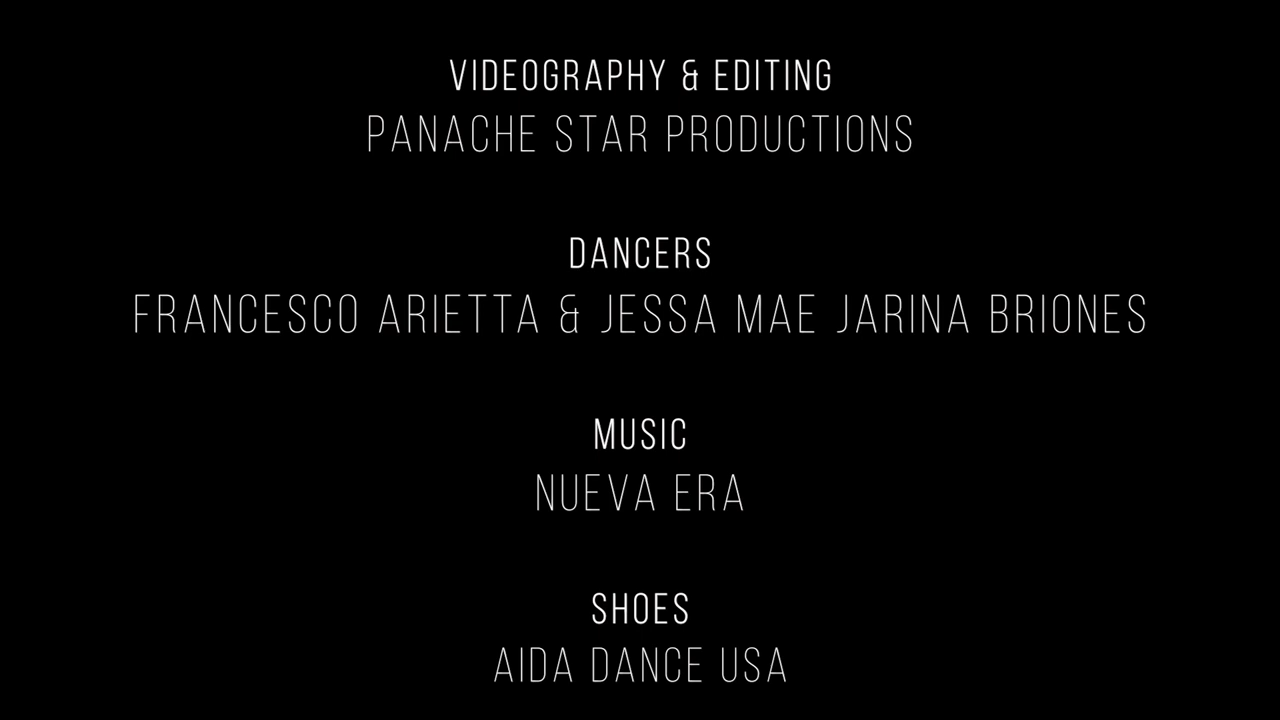 VIDEOGRAPHY & EDITING
PANACHE STAR PRODUCTIONS
DANCERS
FRANCESCO ARIETTA & JESSA MAE JARINA BRIONES
MUSIC
NUEVA ERA
SHOES
AIDA DANCE USA